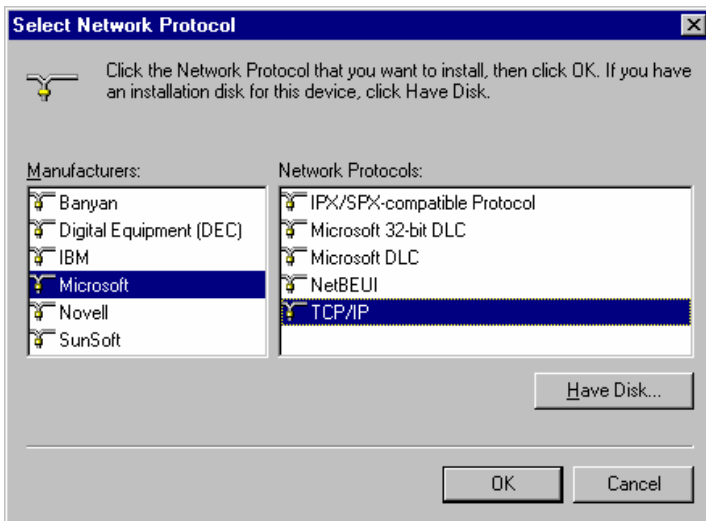 Select Network Protocol
Click the Network Protocol that you want to install, then click OK. If you have
an installation disk for this device, click Have Disk.
Manufacturers:
Banyan
Digital Equipment (DEC)
IBM
Microsoft
Novell
SunSoft
Network Protocols:
IPX/SPX-compatible Protocol
Microsoft 32-bit DLC
Microsoft DLC
NetBEUI
TCP/IP
Have Disk...
OK
Cancel